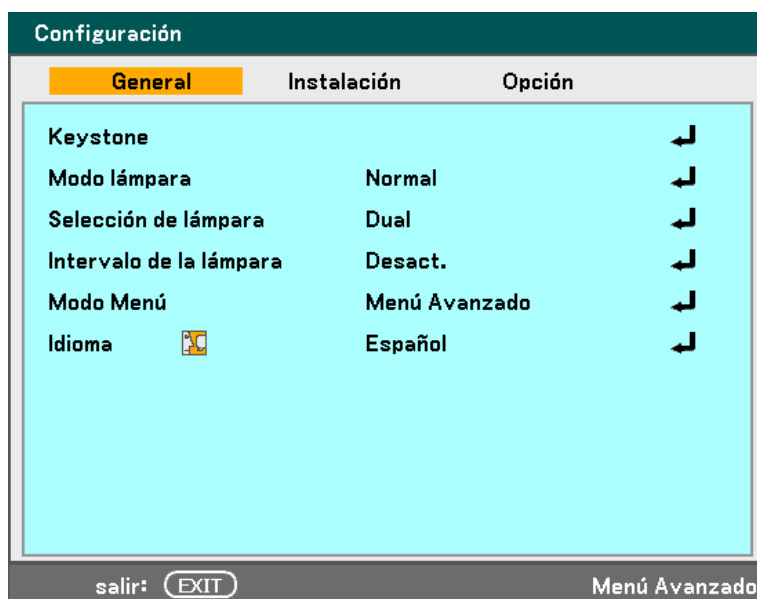 Configuración
General Instalación Opción
Keystone
Modo lámpara Normal
Selección de lámpara Dual
Intervalo de la lámpara Desact.
Modo Menú Menú Avanzado
Idioma Español
salir: EXIT Menú Avanzado